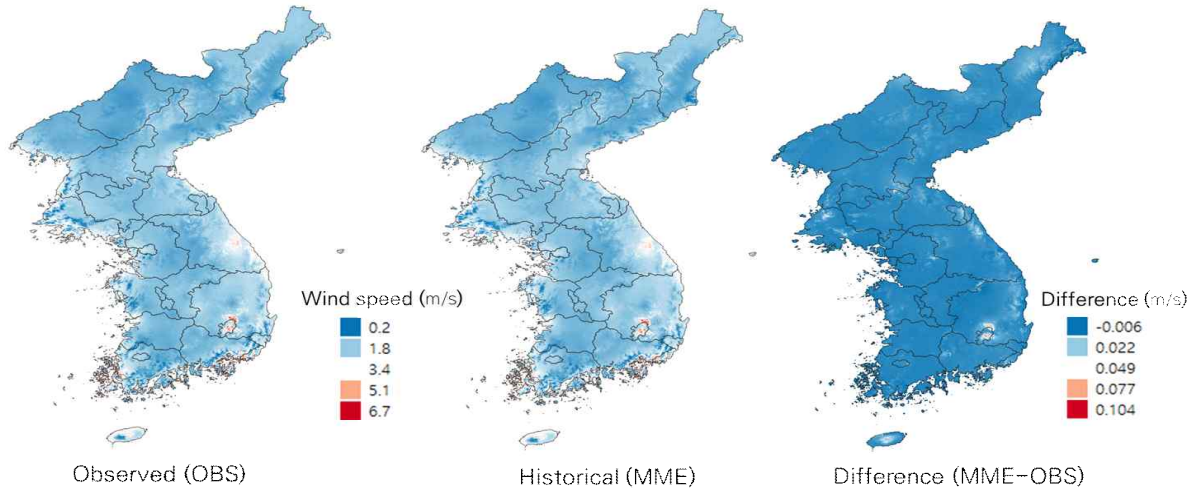 Wind speed (m/s)
0.2
1.8
3.4
5.1
6.7
Difference (m/s)
-0.006
0.022
0.049
0.077
0.104
Observed (OBS)
Historical (MME)
Difference (MME-OBS)